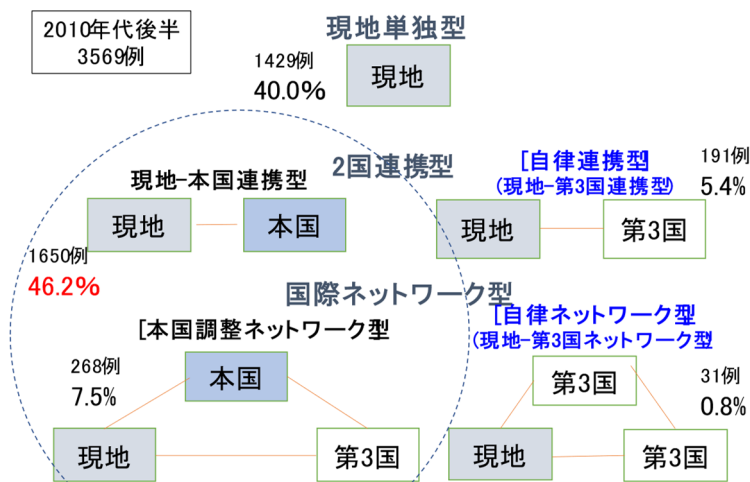 2010年代後半
3569例
現地単独型
1429例
40.0%
現地
2国連携型
現地-本国連携型
現地
本国
1650例
46.2%
[自律連携型]
(現地-第3国連携型)
191例
5.4%
現地
第3国
国際ネットワーク型
[本国調整ネットワーク型]
268例
7.5%
本国
現地
第3国
[自律ネットワーク型]
(現地-第3国ネットワーク型)
31例
0.8%
第3国
現地
第3国